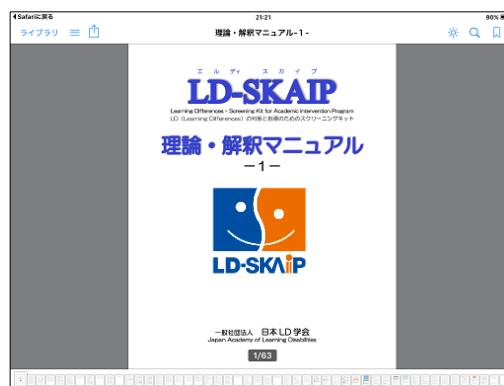 ◀Safariに戻る 21:21 90%
ライブラリ 理論・解釈マニュアル-1-
エル ディ スカイプ
LD-SKAIP
Learning Differences - Screening Kit for Academic Intervention Program
LD（Learning Differences）の判断と指導のためのスクリーニングキット
理論・解釈マニュアル
－1－
LD-SKAiP
一般社団法人 日本LD学会
Japan Academy of Learning Disabilities
1/63